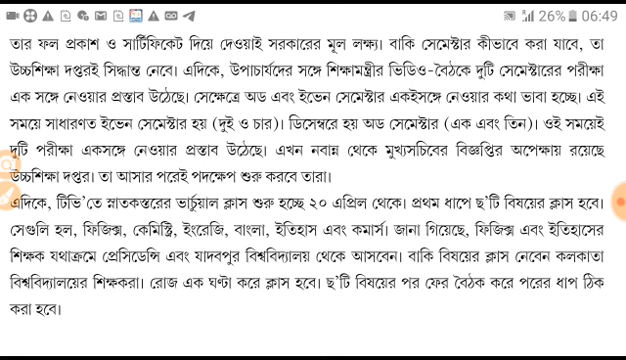 26% 06:49
তার ফল প্রকাশ ও সার্টিফিকেট দিয়ে দেওয়াই সরকারের মূল লক্ষ্য। বাকি সেমেস্টার কীভাবে করা যাবে, তা
উচ্চশিক্ষা দপ্তরই সিদ্ধান্ত নেবে। এদিকে, উপাচার্যদের সঙ্গে শিক্ষামন্ত্রীর ভিডিও-বৈঠকে দুটি সেমেস্টারের পরীক্ষা
এক সঙ্গে নেওয়ার প্রস্তাব উঠেছে। সেক্ষেত্রে অড এবং ইভেন সেমেস্টার একইসঙ্গে নেওয়ার কথা ভাবা হচ্ছে। এই
সময়ে সাধারণত ইভেন সেমেস্টার হয় (দুই ও চার)। ডিসেম্বরে হয় অড সেমেস্টার (এক এবং তিন)। ওই সময়েই
দুটি পরীক্ষা একসঙ্গে নেওয়ার প্রস্তাব উঠেছে। এখন নবান্ন থেকে মুখ্যসচিবের বিজ্ঞপ্তির অপেক্ষায় রয়েছে
উচ্চশিক্ষা দপ্তর। তা আসার পরেই পদক্ষেপ শুরু করবে তারা।
এদিকে, টিভি'তে স্নাতকস্তরের ভার্চুয়াল ক্লাস শুরু হচ্ছে ২০ এপ্রিল থেকে। প্রথম ধাপে ছ'টি বিষয়ের ক্লাস হবে।
সেগুলি হল, ফিজিক্স, কেমিস্ট্রি, ইংরেজি, বাংলা, ইতিহাস এবং কমার্স। জানা গিয়েছে, ফিজিক্স এবং ইতিহাসের
শিক্ষক যথাক্রমে প্রেসিডেন্সি এবং যাদবপুর বিশ্ববিদ্যালয় থেকে আসবেন। বাকি বিষয়ের ক্লাস নেবেন কলকাতা
বিশ্ববিদ্যালয়ের শিক্ষকরা। রোজ এক ঘণ্টা করে ক্লাস হবে। ছ'টি বিষয়ের পর ফের বৈঠক করে পরের ধাপ ঠিক
করা হবে।